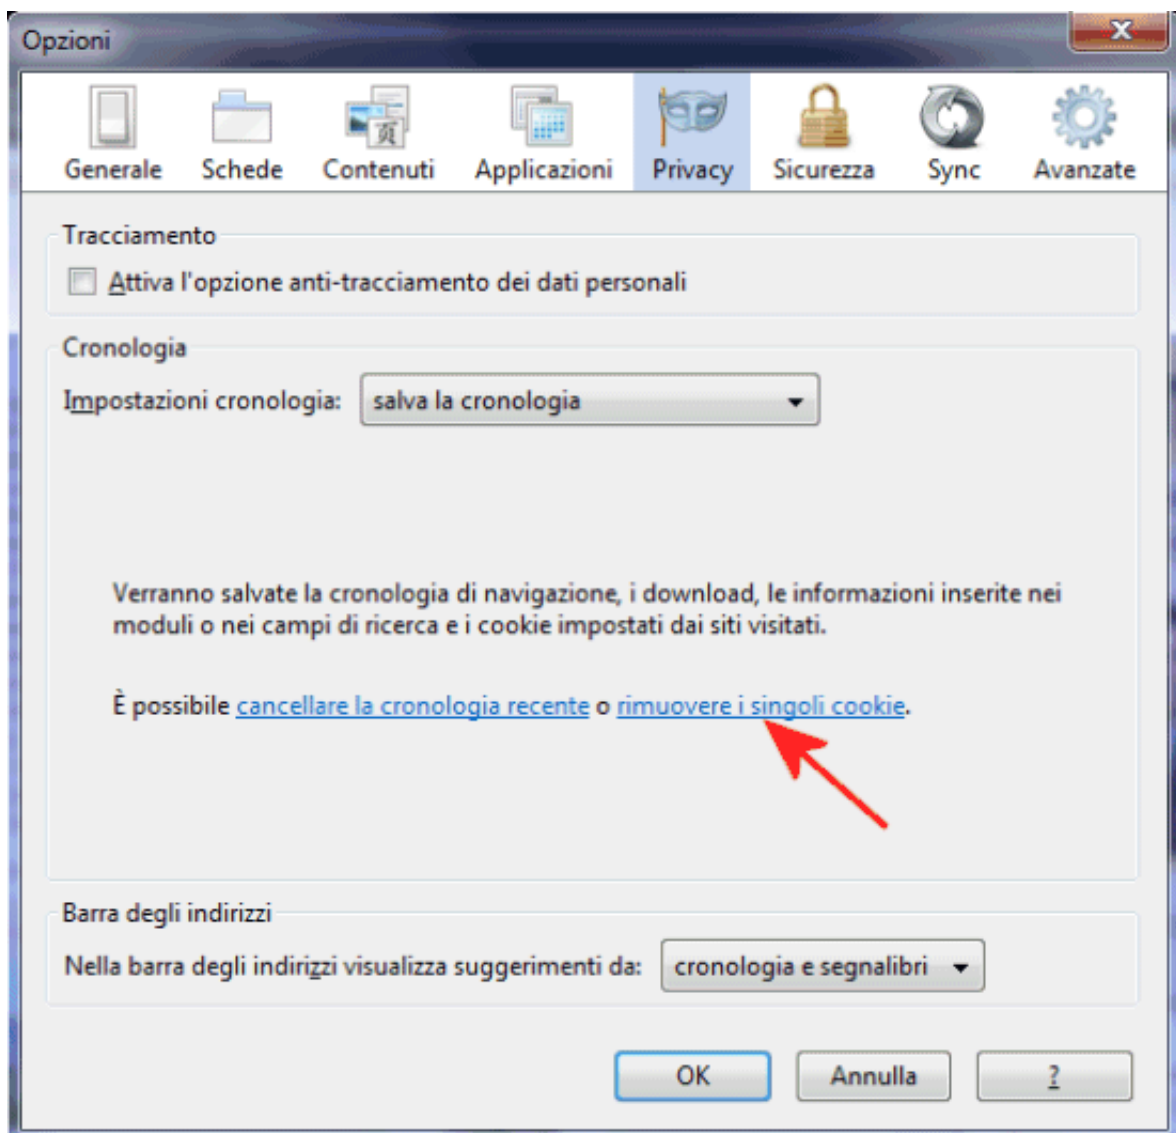 Opzioni
Generale Schede Contenuti Applicazioni Privacy Sicurezza Sync Avanzate
Tracciamento
Attiva l'opzione anti-tracciamento dei dati personali
Cronologia
Impostazioni cronologia: salva la cronologia
Verranno salvate la cronologia di navigazione, i download, le informazioni inserite nei
moduli o nei campi di ricerca e i cookie impostati dai siti visitati.
È possibile cancellare la cronologia recente o rimuovere i singoli cookie.
Barra degli indirizzi
Nella barra degli indirizzi visualizza suggerimenti da: cronologia e segnalibri
OK Annulla ?